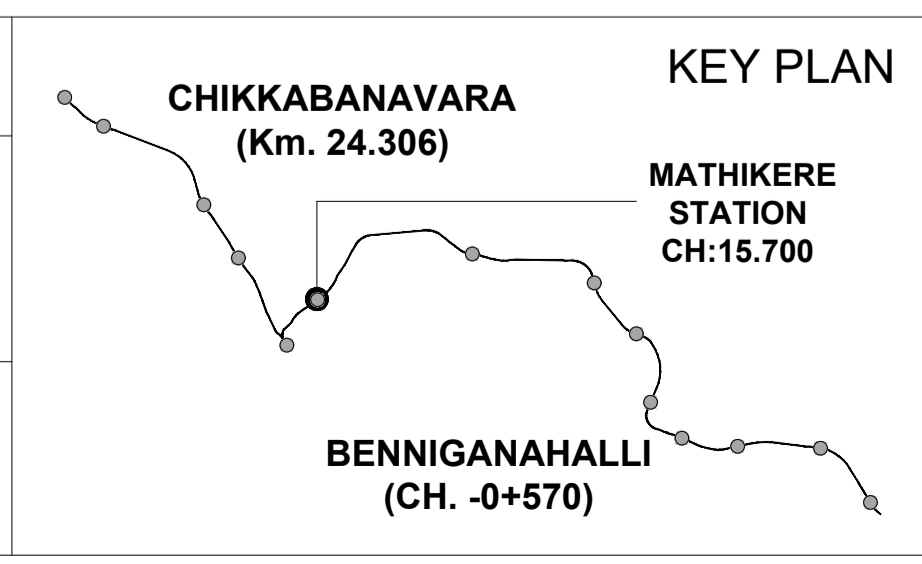 KEY PLAN
CHIKKABANAVARA
(Km. 24.306)
MATHIKERE
STATION
CH:15.700
BENNIGANAHALLI
(CH. -0+570)